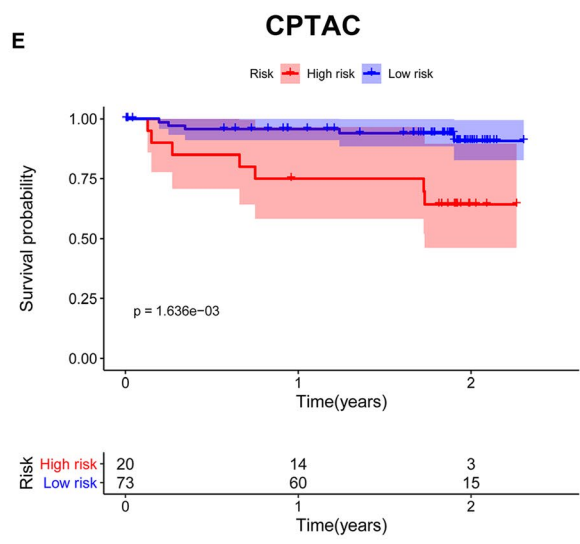 E
CPTAC
Risk High risk Low risk
Survival probability
1.00
0.75
0.50
0.25
0.00
p = 1.636e−03
0 1 2
Time(years)
Risk
High risk 20 14 3
Low risk 73 60 15
0 1 2
Time(years)